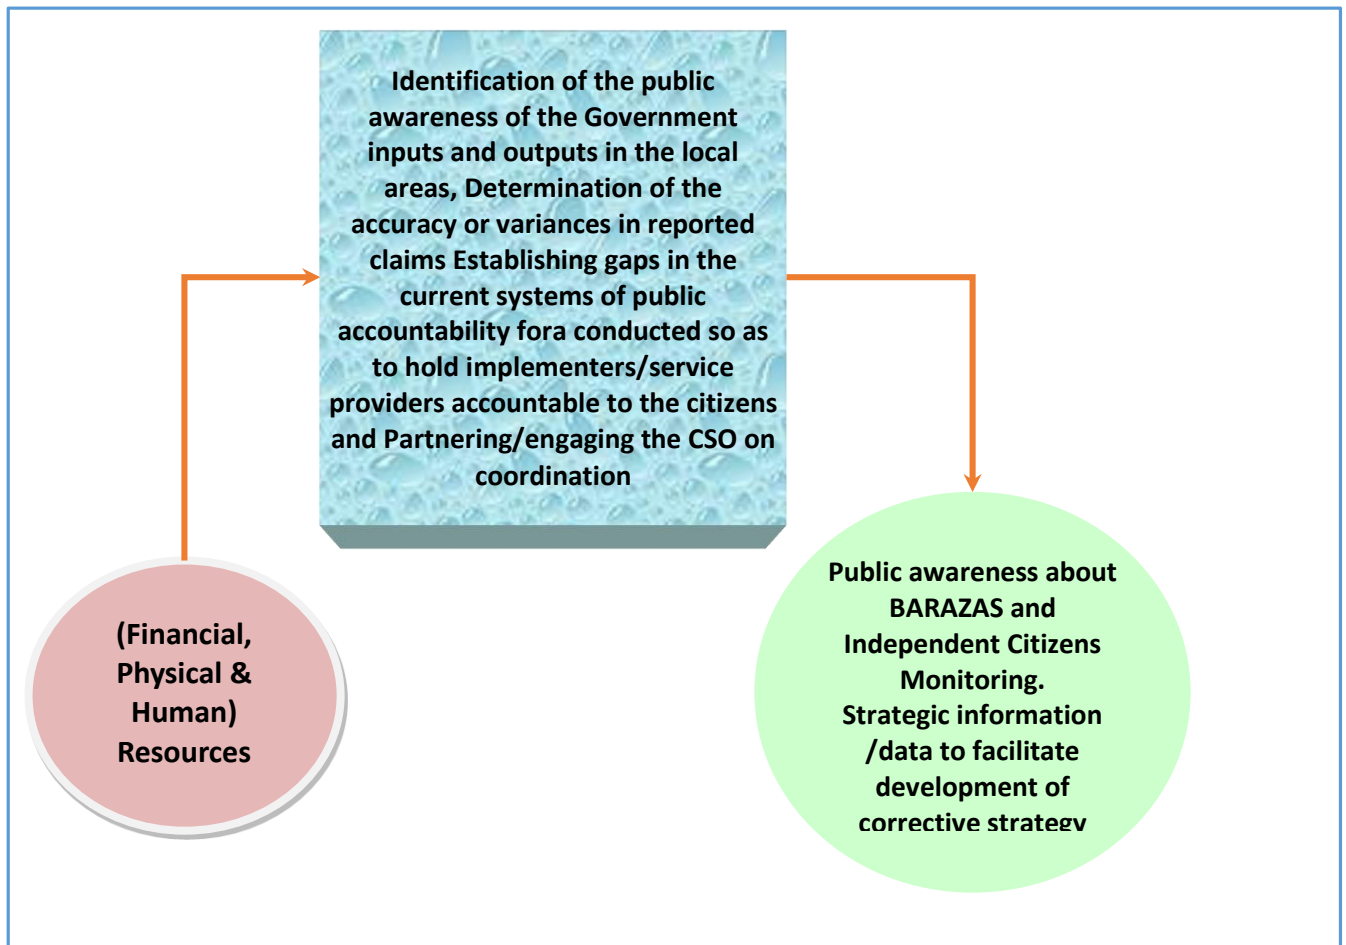 Identification of the public
awareness of the Government
inputs and outputs in the local
areas, Determination of the
accuracy or variances in reported
claims Establishing gaps in the
current systems of public
accountability fora conducted so as
to hold implementers/service
providers accountable to the citizens
and Partnering/engaging the CSO on
coordination
(Financial,
Physical &
Human)
Resources
Public awareness about
BARAZAS and
Independent Citizens
Monitoring.
Strategic information
/data to facilitate
development of
corrective strategy